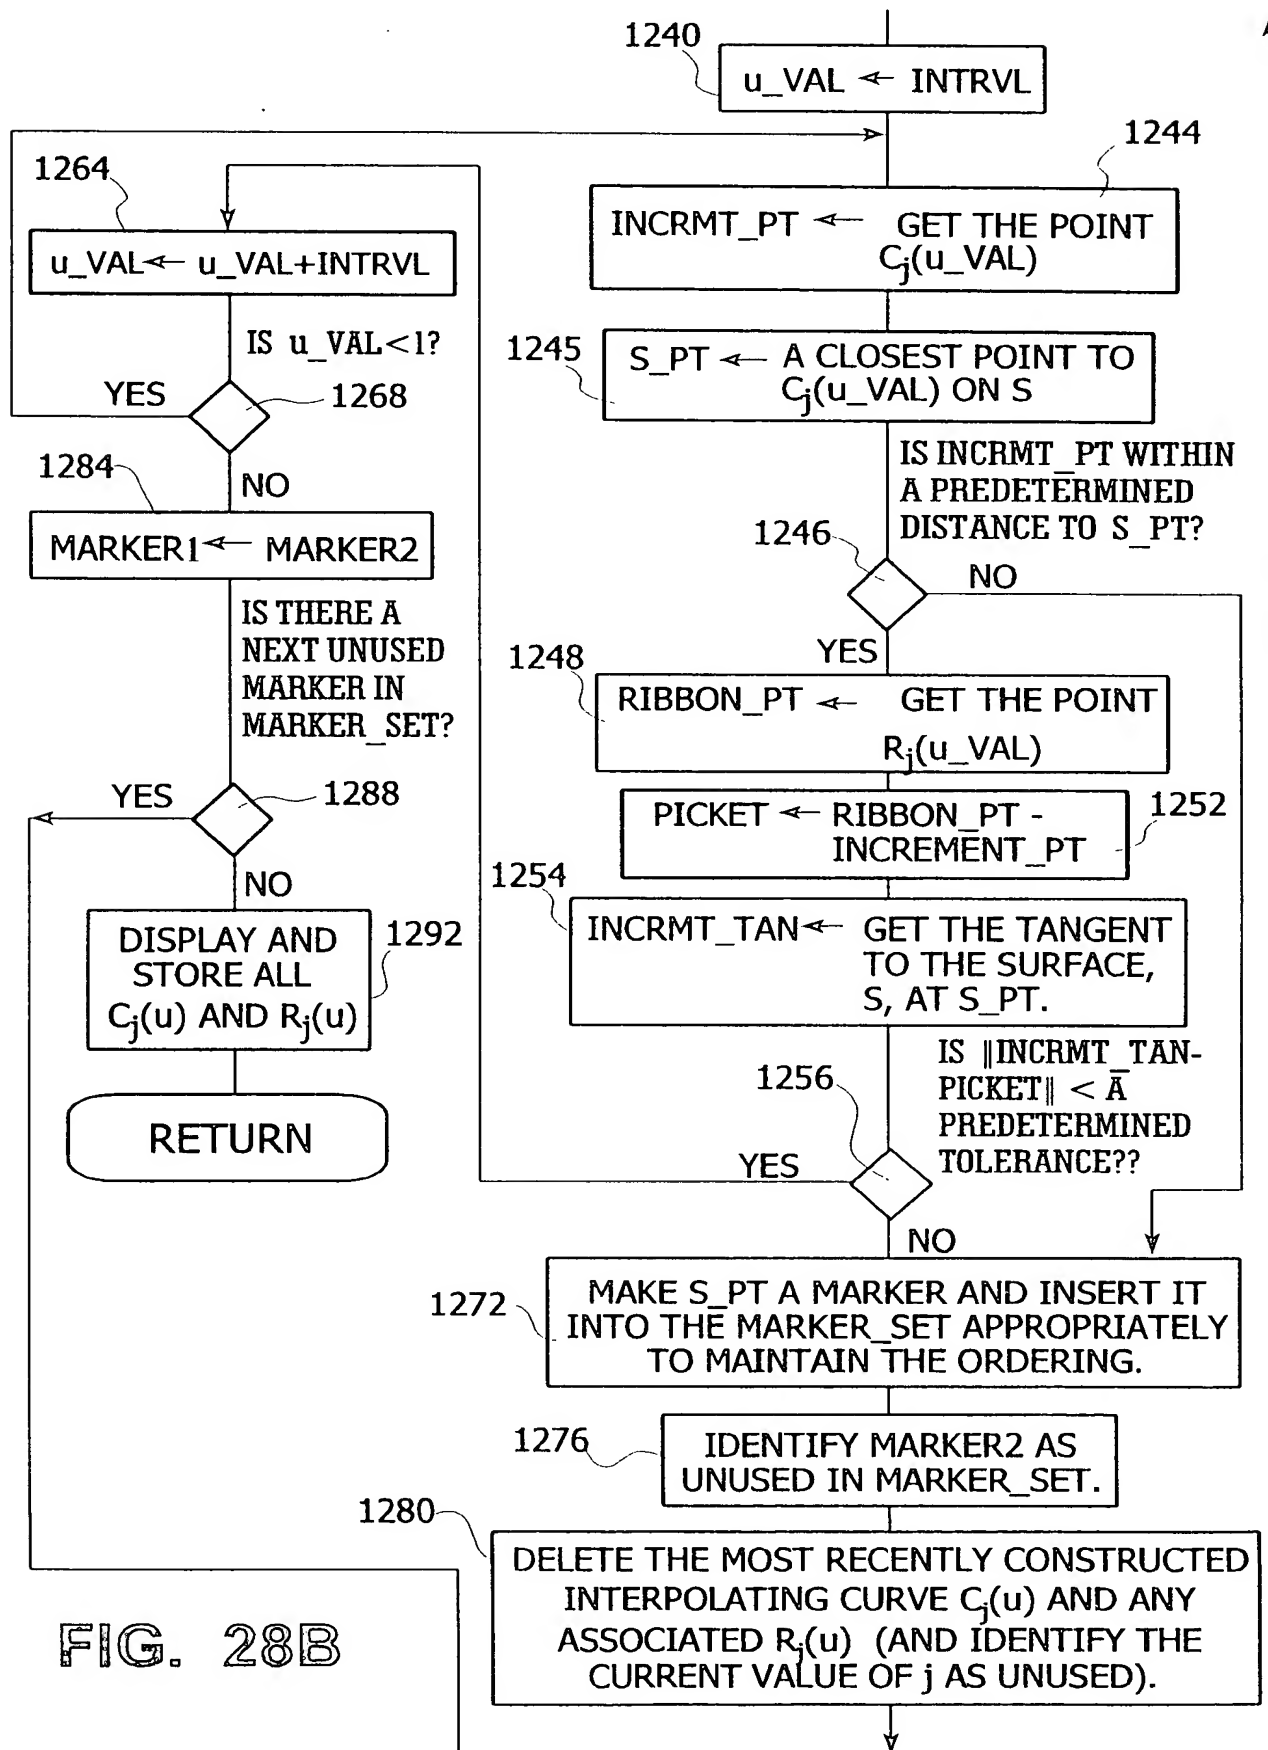 1240
u_VAL ← INTRVL
1244
INCRMT_PT ← GET THE POINT
Cj(u_VAL)
1245
S_PT ← A CLOSEST POINT TO
Cj(u_VAL) ON S
IS INCRMT_PT WITHIN
A PREDETERMINED
DISTANCE TO S_PT?
1246
NO
YES
1248
RIBBON_PT ← GET THE POINT
Rj(u_VAL)
1252
PICKET ← RIBBON_PT -
INCREMENT_PT
1254
INCRMT_TAN ← GET THE TANGENT
TO THE SURFACE,
S, AT S_PT.
IS ||INCRMT_TAN-
PICKET|| < A
PREDETERMINED
TOLERANCE??
1256
YES
NO
1272
MAKE S_PT A MARKER AND INSERT IT
INTO THE MARKER_SET APPROPRIATELY
TO MAINTAIN THE ORDERING.
1276
IDENTIFY MARKER2 AS
UNUSED IN MARKER_SET.
1280
DELETE THE MOST RECENTLY CONSTRUCTED
INTERPOLATING CURVE Cj(u) AND ANY
ASSOCIATED Rj(u) (AND IDENTIFY THE
CURRENT VALUE OF j AS UNUSED).
1264
u_VAL ← u_VAL+INTRVL
IS u_VAL<1?
YES
1268
NO
1284
MARKER1 ← MARKER2
IS THERE A
NEXT UNUSED
MARKER IN
MARKER_SET?
YES
1288
NO
1292
DISPLAY AND
STORE ALL
Cj(u) AND Rj(u)
RETURN
FIG. 28B